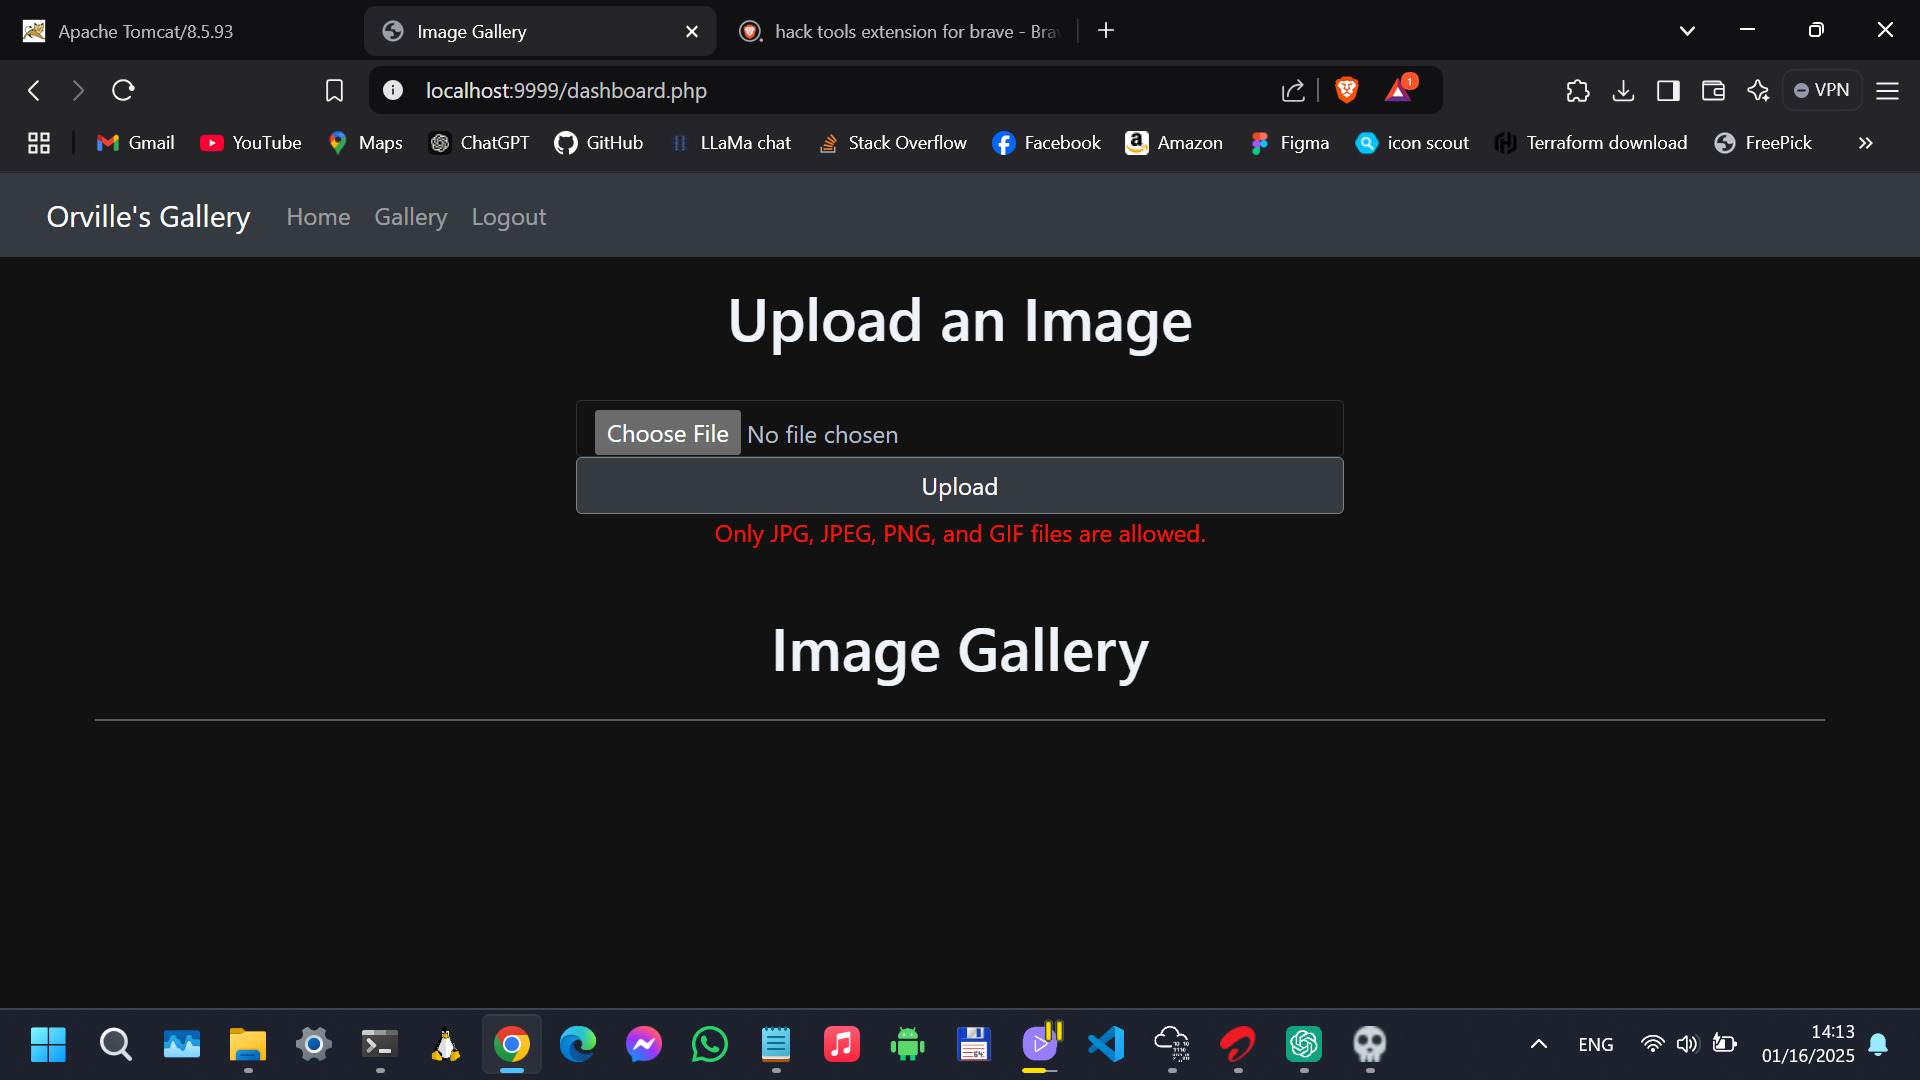 Apache Tomcat/8.5.93
Image Gallery
hack tools extension for brave - Bra
localhost:9999/dashboard.php
1
VPN
Gmail
YouTube
Maps
ChatGPT
GitHub
LLaMa chat
Stack Overflow
Facebook
Amazon
Figma
icon scout
Terraform download
FreePick
Orville's Gallery
Home
Gallery
Logout
Upload an Image
Choose File No file chosen
Upload
Only JPG, JPEG, PNG, and GIF files are allowed.
Image Gallery
ENG
14:13
01/16/2025